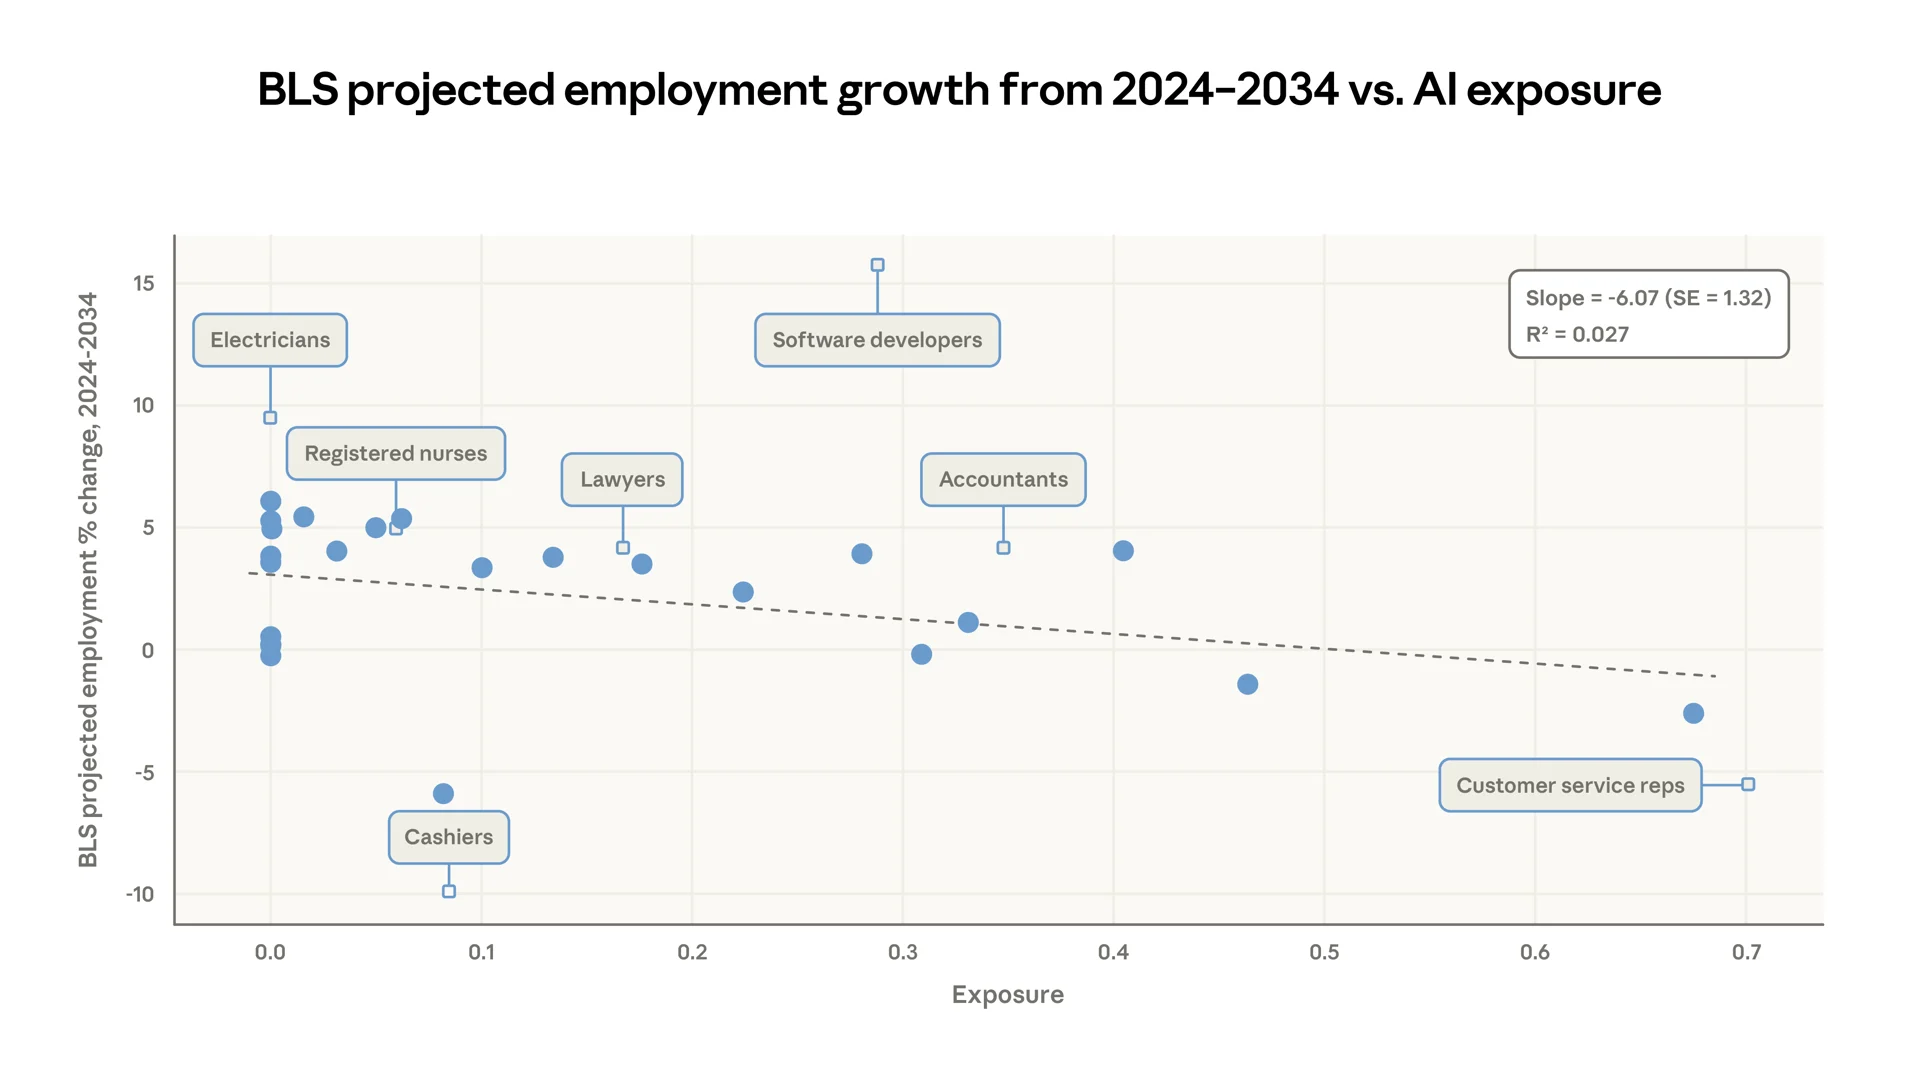 BLS projected employment growth from 2024–2034 vs. AI exposure
BLS projected employment % change, 2024-2034
15
10
5
0
-5
-10
Electricians
Software developers
Slope = -6.07 (SE = 1.32)
R² = 0.027
Registered nurses
Lawyers
Accountants
Customer service reps
Cashiers
0.0 0.1 0.2 0.3 0.4 0.5 0.6 0.7
Exposure